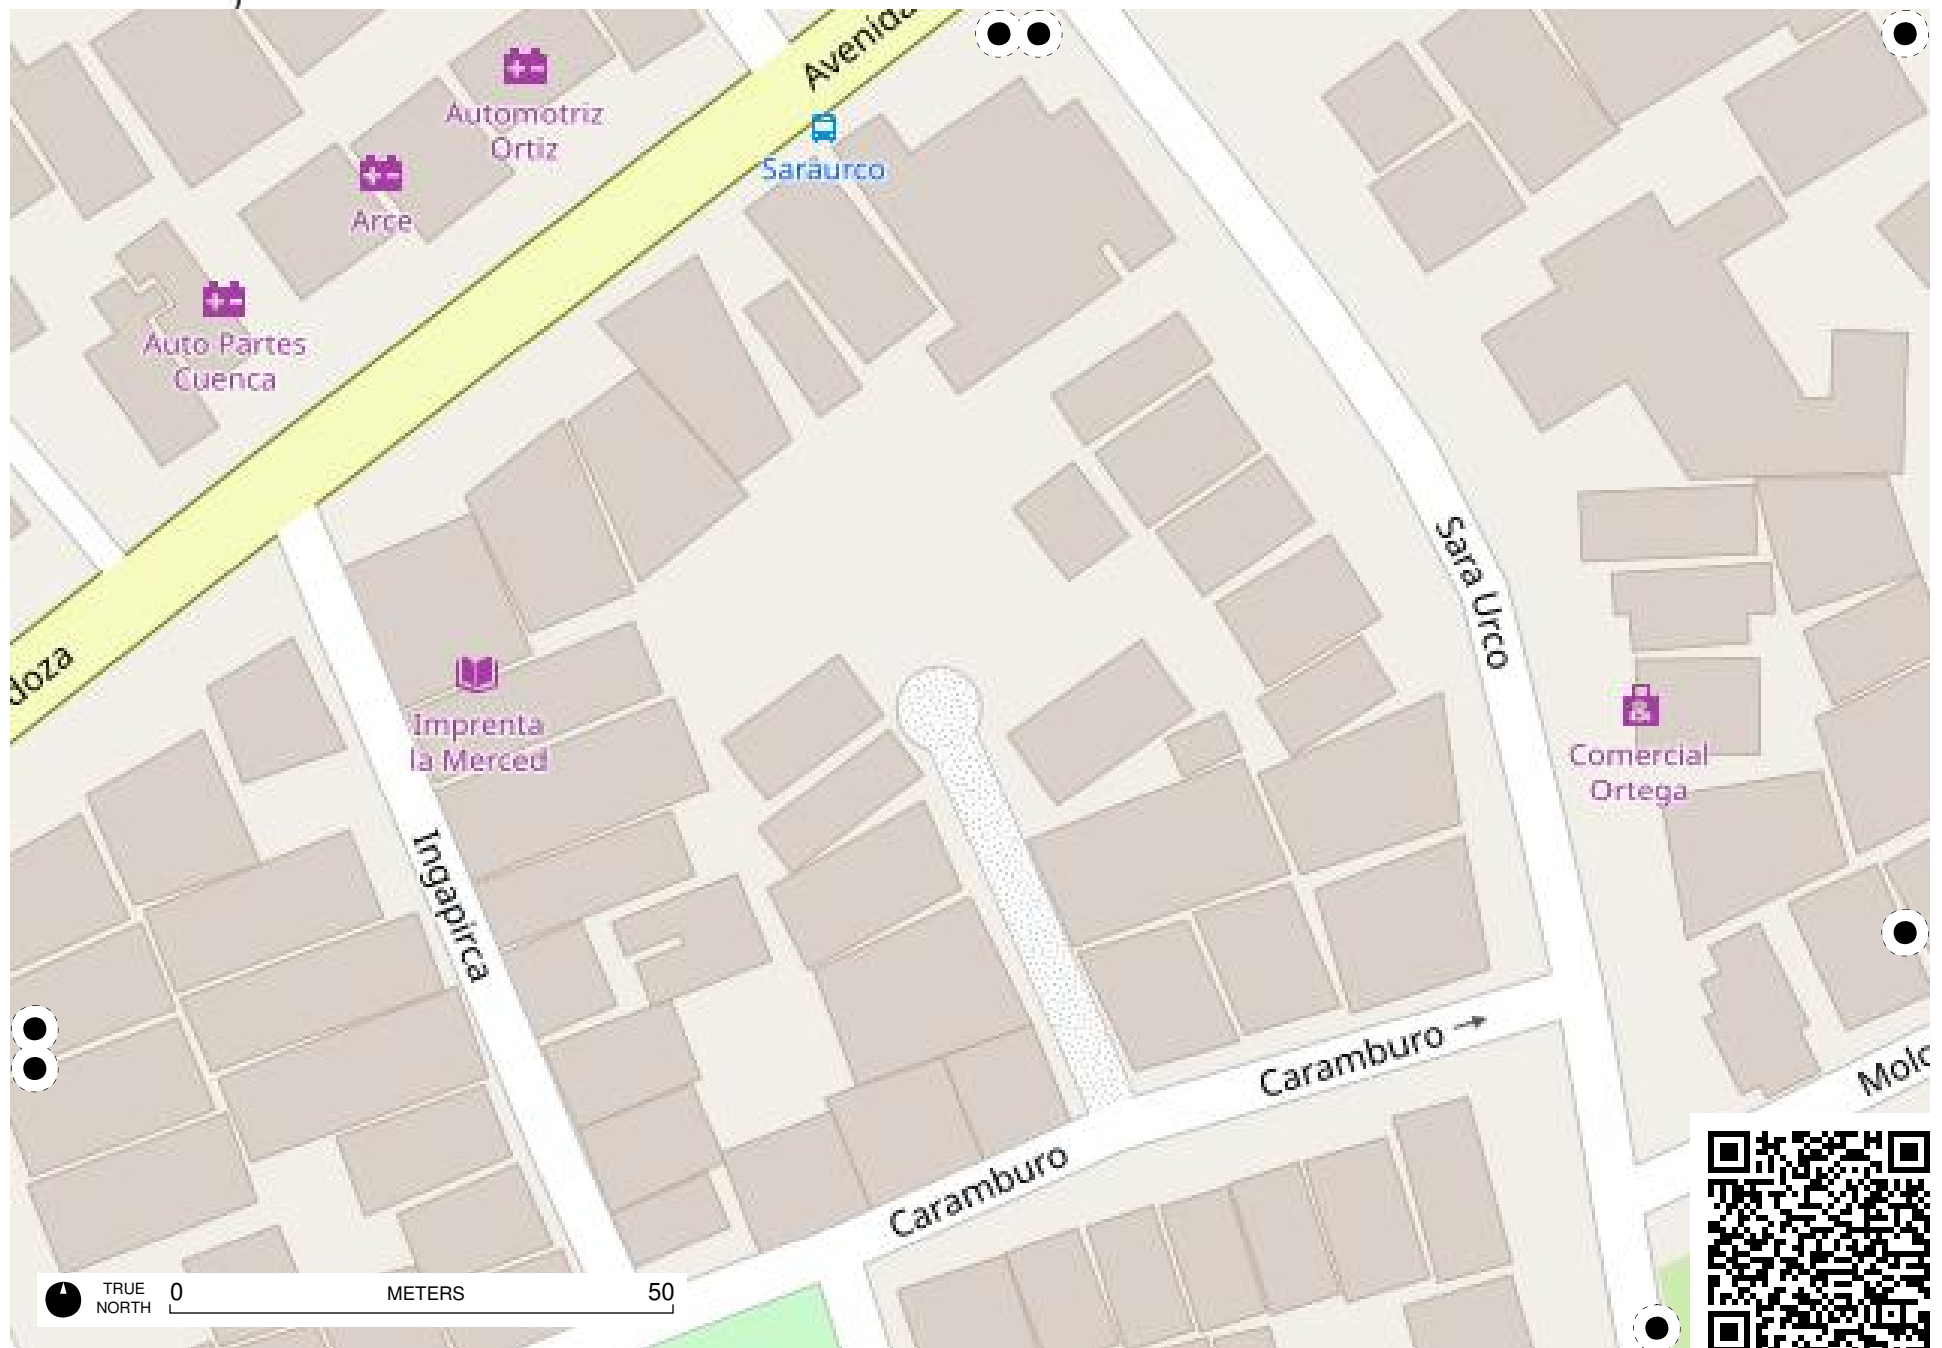 Avenida
Automotriz
Ortiz
Saraurco
Arce
Auto Partes
Cuenca
Sara Urco
doza
Imprenta
la Merced
Comercial
Ortega
Ingapirca
Caramburo →
Molo
Caramburo
TRUE
NORTH
0 METERS 50